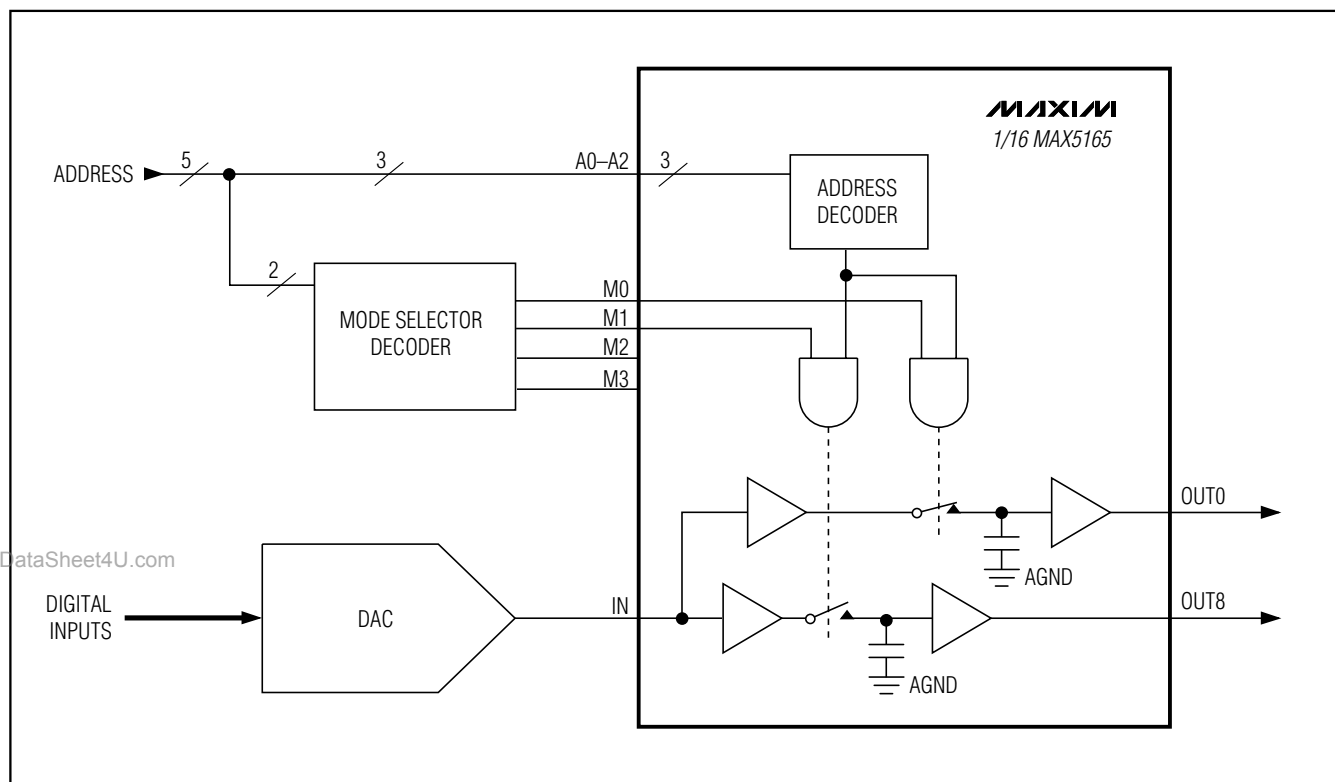 MAXIM
1/16 MAX5165
ADDRESS
5
3
A0–A2
3
ADDRESS
DECODER
2
MODE SELECTOR
DECODER
M0
M1
M2
M3
OUT0
AGND
DataSheet4U.com
DIGITAL
INPUTS
DAC
IN
OUT8
AGND